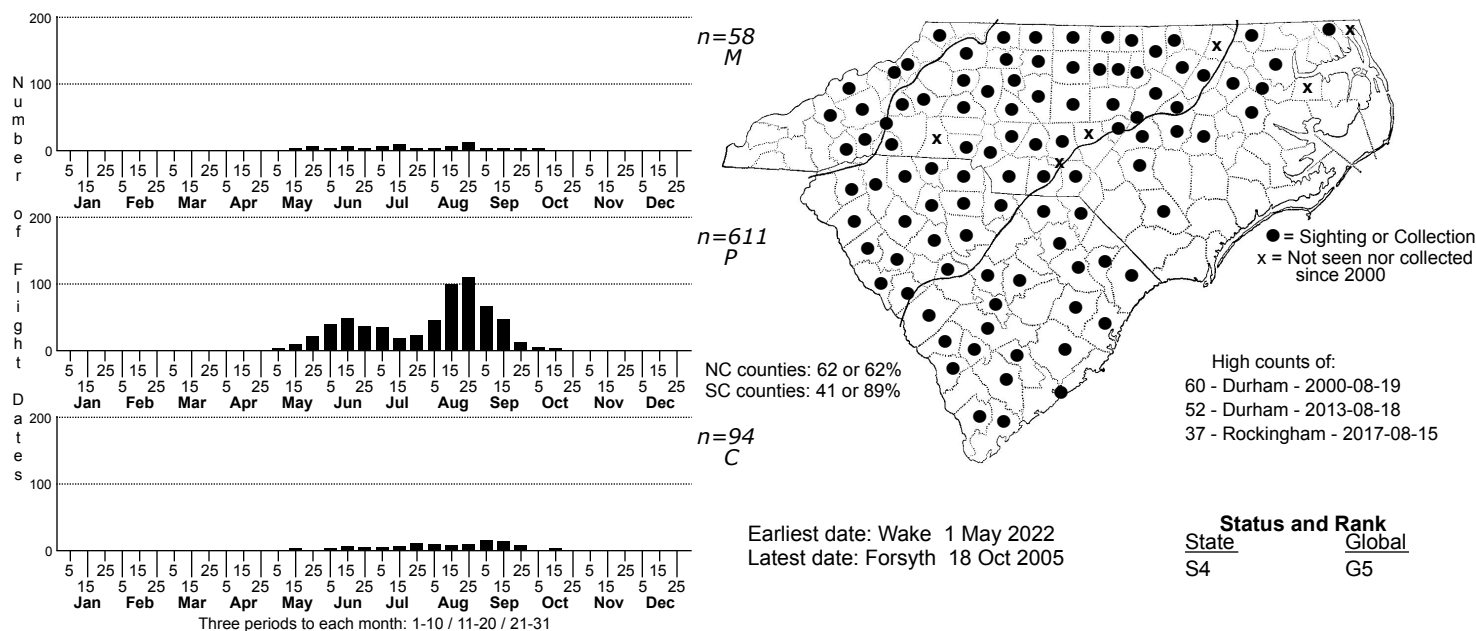 Number of Flight Dates
200
100
0
n=58
M
5 15 25 5 15 25 5 15 25 5 15 25 5 15 25 5 15 25 5 15 25 5 15 25 5 15 25 5 15 25 5 15 25 5 15 25
Jan Feb Mar Apr May Jun Jul Aug Sep Oct Nov Dec
200
100
0
n=611
P
5 15 25 5 15 25 5 15 25 5 15 25 5 15 25 5 15 25 5 15 25 5 15 25 5 15 25 5 15 25 5 15 25 5 15 25
Jan Feb Mar Apr May Jun Jul Aug Sep Oct Nov Dec
200
100
0
n=94
C
5 15 25 5 15 25 5 15 25 5 15 25 5 15 25 5 15 25 5 15 25 5 15 25 5 15 25 5 15 25 5 15 25 5 15 25
Jan Feb Mar Apr May Jun Jul Aug Sep Oct Nov Dec
Three periods to each month: 1-10 / 11-20 / 21-31
x
x
x
x
x
x
= Sighting or Collection
x = Not seen nor collected
since 2000
NC counties: 62 or 62%
SC counties: 41 or 89%
High counts of:
60 - Durham - 2000-08-19
52 - Durham - 2013-08-18
37 - Rockingham - 2017-08-15
Earliest date: Wake 1 May 2022
Latest date: Forsyth 18 Oct 2005
Status and Rank
State Global
S4 G5